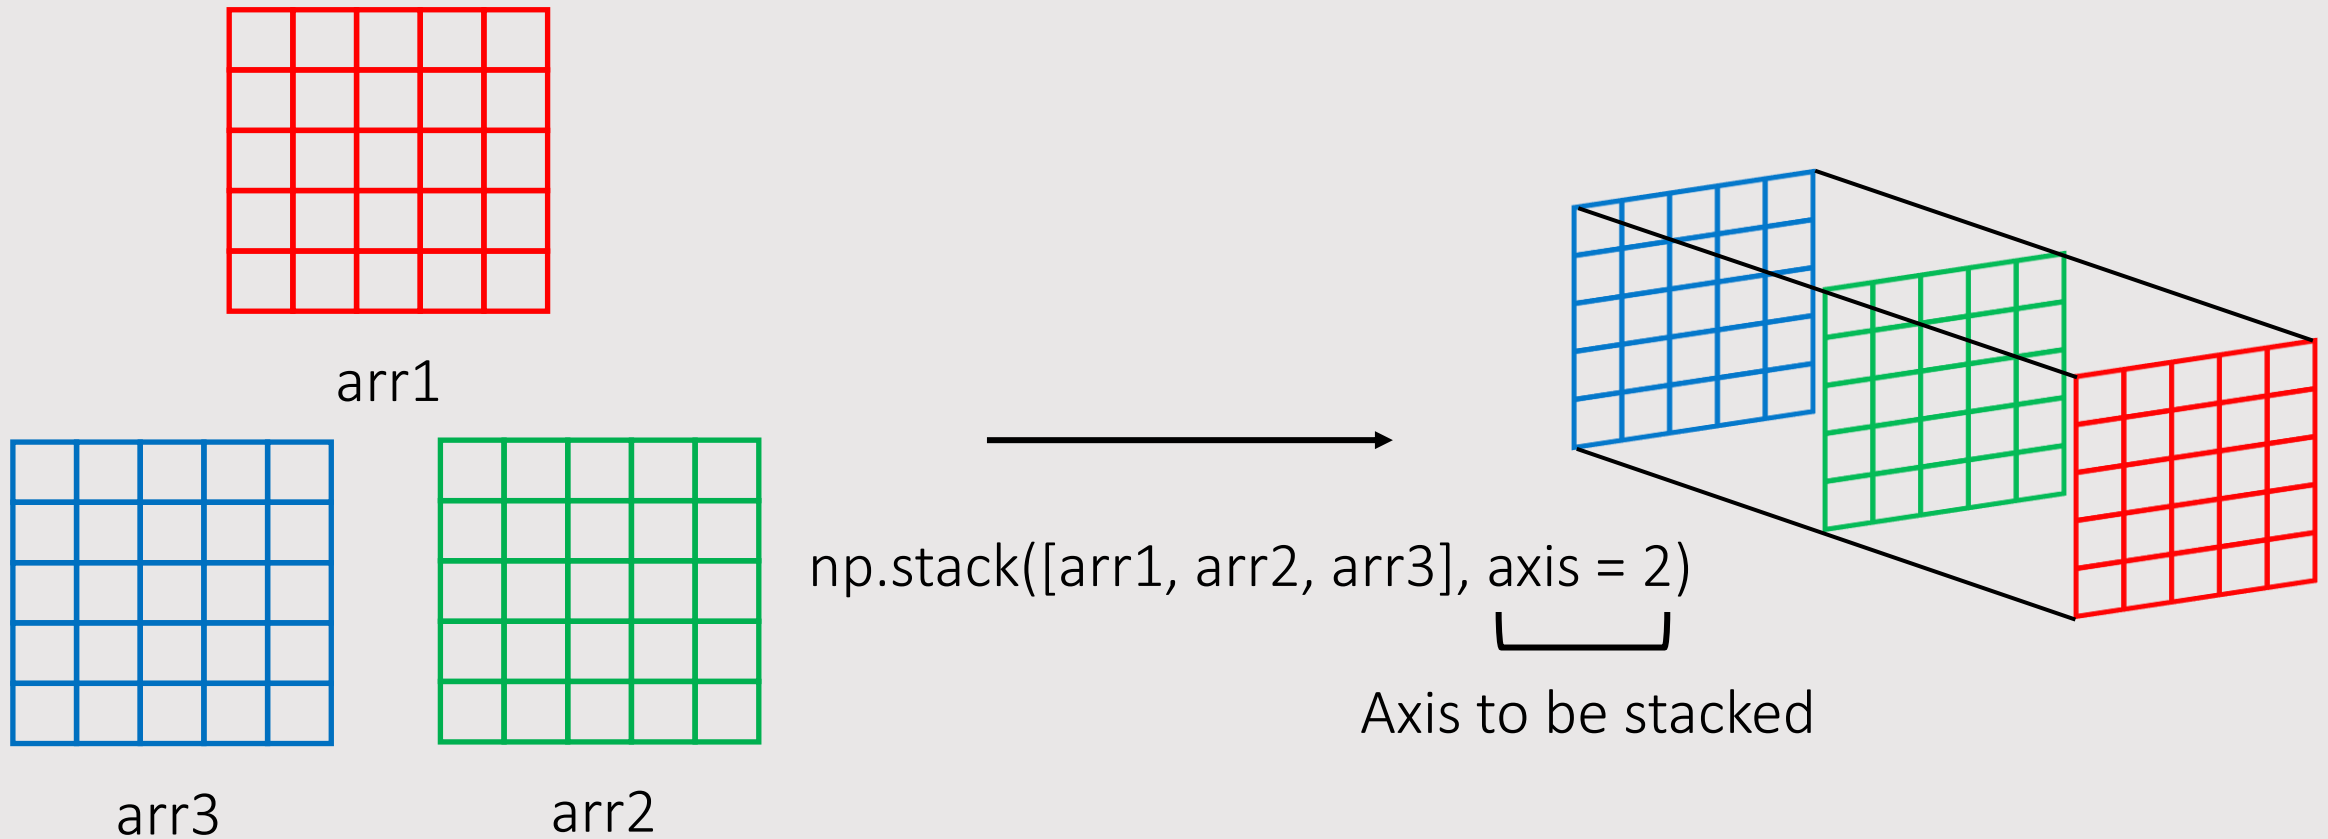 arr1
arr3
arr2
np.stack([arr1, arr2, arr3], axis = 2)
Axis to be stacked